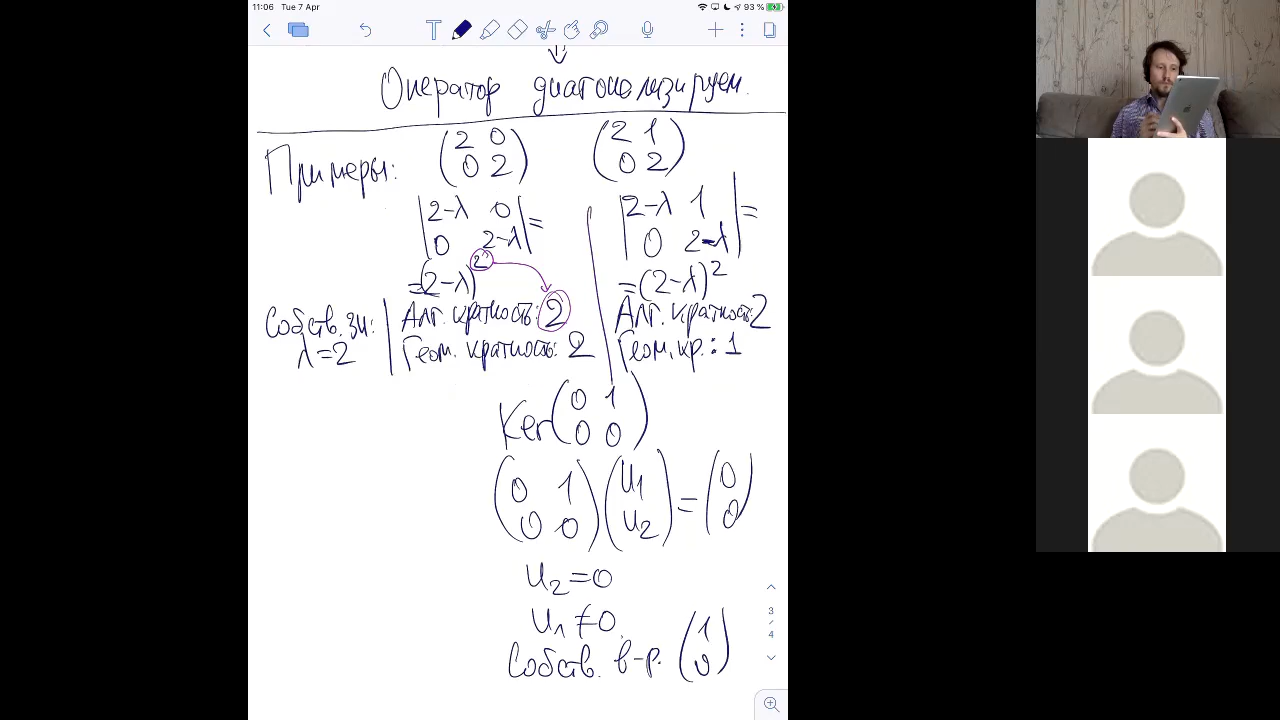 11:06 Tue 7 Apr 93 %
⇓
Оператор диагонализируем.
Примеры: (2 0 0 2) (2 1 0 2)
|2-λ 0 0 2-λ| = |2-λ 1 0 2-λ| =
=(2-λ)² =(2-λ)²
Собств. зн: λ=2
Алг. кратность: 2
Геом. кратность: 2
Алг. кратность: 2
Геом. кр.: 1
Ker (0 1 0 0)
(0 1 0 0) (u₁ u₂) = (0 0)
u₂=0
u₁≠0.
Собств. в-р. (1 0)
3 / 4